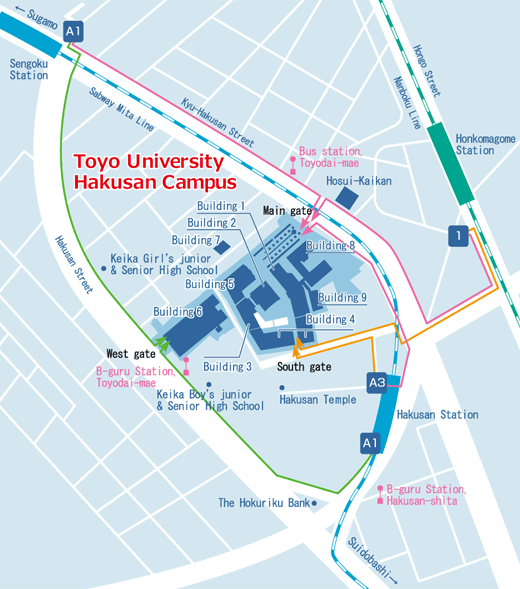 ← Sugamo
A1
Sengoku
Station
Sabway Mita Line
Kyu-Hakusan Street
Hongo Street
Nanboku Line
Honkomagome
Station
Toyo University
Hakusan Campus
Bus station,
Toyodai-mae
Hosui-Kaikan
Main gate
Building 1
Building 2
Building 7
Building 8
1
Keika Girl's junior
& Senior High School
Building 5
Hakusan Street
Building 6
Building 9
Building 4
West gate
Building 3
South gate
B-guru Station,
Toyodai-mae
Keika Boy's junior
& Senior High School
Hakusan Temple
A3
Hakusan Station
A1
B-guru Station,
Hakusan-shita
The Hokuriku Bank
Suidobashi→